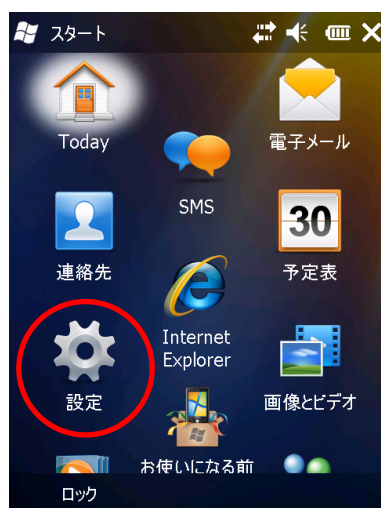 スタート
Today
電子メール
SMS
連絡先
30
予定表
Internet
Explorer
設定
画像とビデオ
お使いになる前
ロック